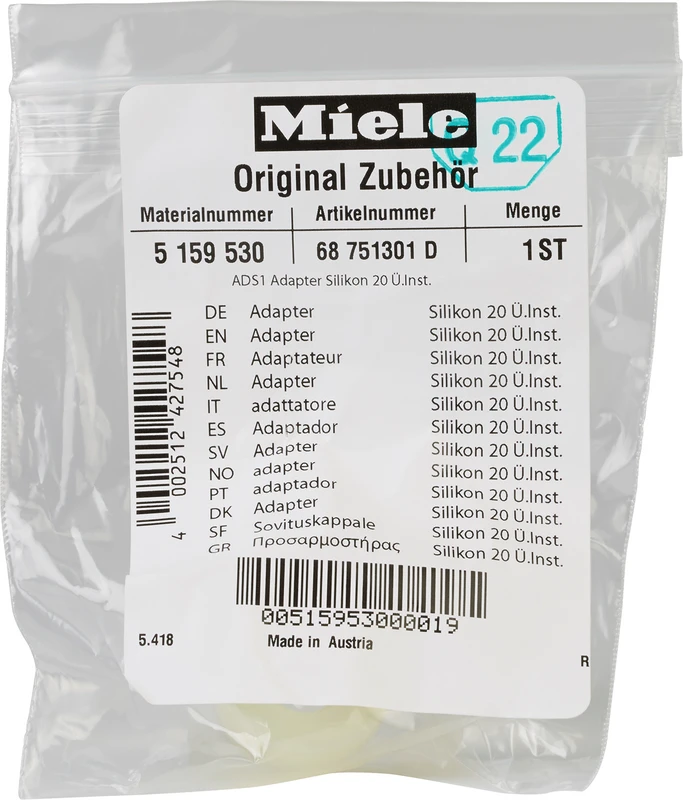 Miele
Q 22
Original Zubehör
Materialnummer Artikelnummer Menge
5 159 530 68 751301 D 1 ST
ADS1 Adapter Silikon 20 Ü.Inst.
DE Adapter Silikon 20 Ü.Inst.
EN Adapter Silikon 20 Ü.Inst.
FR Adaptateur Silikon 20 Ü.Inst.
NL Adapter Silikon 20 Ü.Inst.
IT adattatore Silikon 20 Ü.Inst.
ES Adaptador Silikon 20 Ü.Inst.
SV Adapter Silikon 20 Ü.Inst.
NO adapter Silikon 20 Ü.Inst.
PT adaptador Silikon 20 Ü.Inst.
DK Adapter Silikon 20 Ü.Inst.
SF Sovituskappale Silikon 20 Ü.Inst.
GR Προσαρμοστήρας Silikon 20 Ü.Inst.
4 002512 427548
00515953000019
5.418 Made in Austria
R